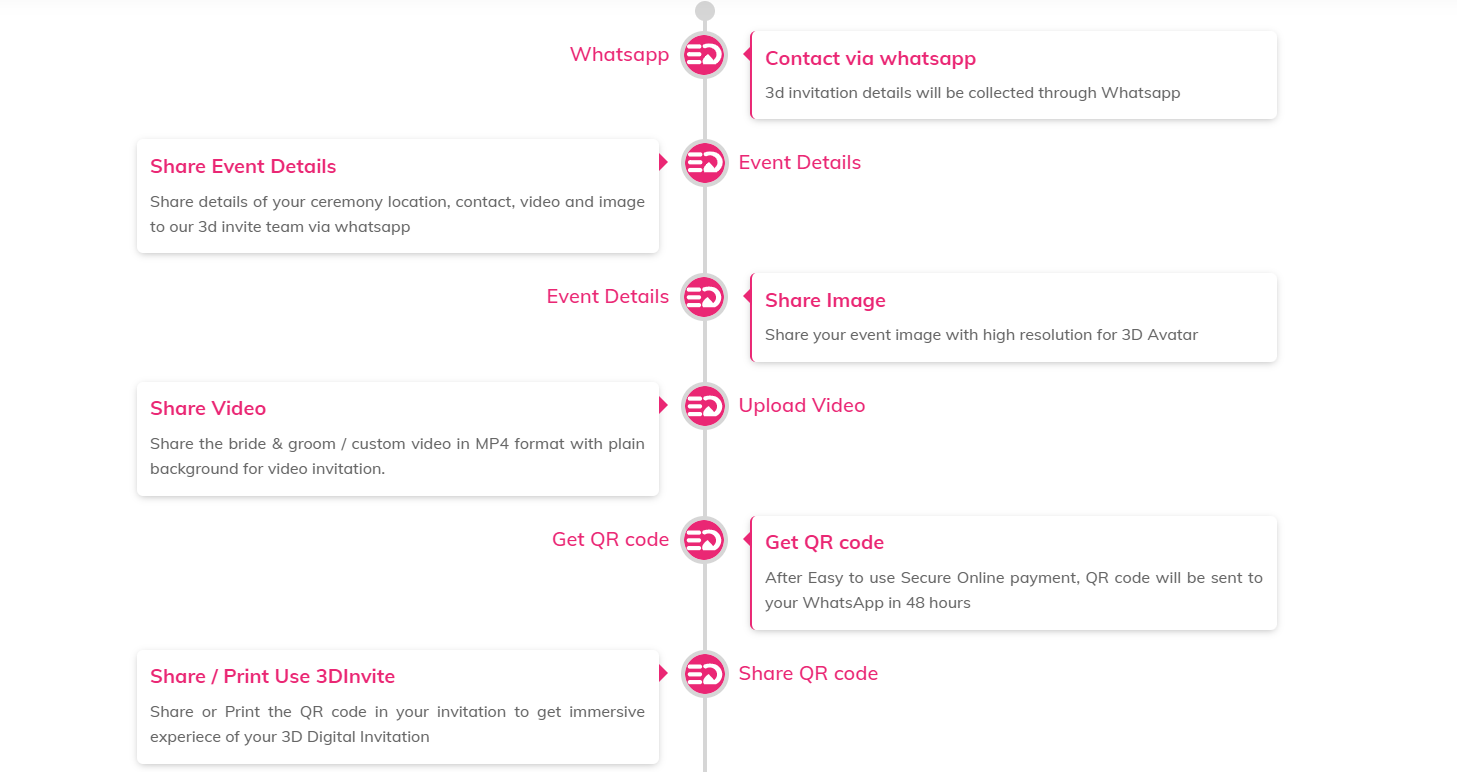 Whatsapp
Contact via whatsapp
3d invitation details will be collected through Whatsapp
Share Event Details
Share details of your ceremony location, contact, video and image
to our 3d invite team via whatsapp
Event Details
Event Details
Share Image
Share your event image with high resolution for 3D Avatar
Share Video
Share the bride & groom / custom video in MP4 format with plain
background for video invitation.
Upload Video
Get QR code
Get QR code
After Easy to use Secure Online payment, QR code will be sent to
your WhatsApp in 48 hours
Share / Print Use 3DInvite
Share or Print the QR code in your invitation to get immersive
experiece of your 3D Digital Invitation
Share QR code